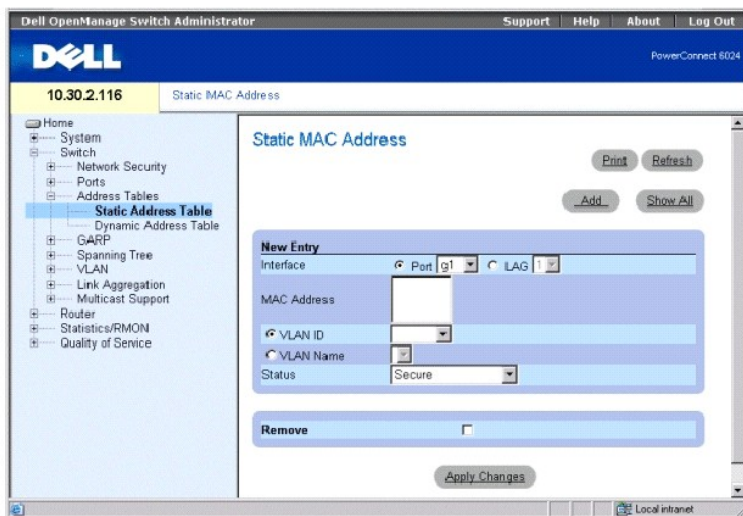 Dell OpenManage Switch Administrator Support Help About Log Out
DELL
PowerConnect 6024
10.30.2.116 Static MAC Address
Home
System
Switch
Network Security
Ports
Address Tables
Static Address Table
Dynamic Address Table
GARP
Spanning Tree
VLAN
Link Aggregation
Multicast Support
Router
Statistics/RMON
Quality of Service
Static MAC Address
Print Refresh
Add Show All
New Entry
Interface Port g1 LAG 1
MAC Address
VLAN ID
VLAN Name
Status Secure
Remove
Apply Changes
Local intranet